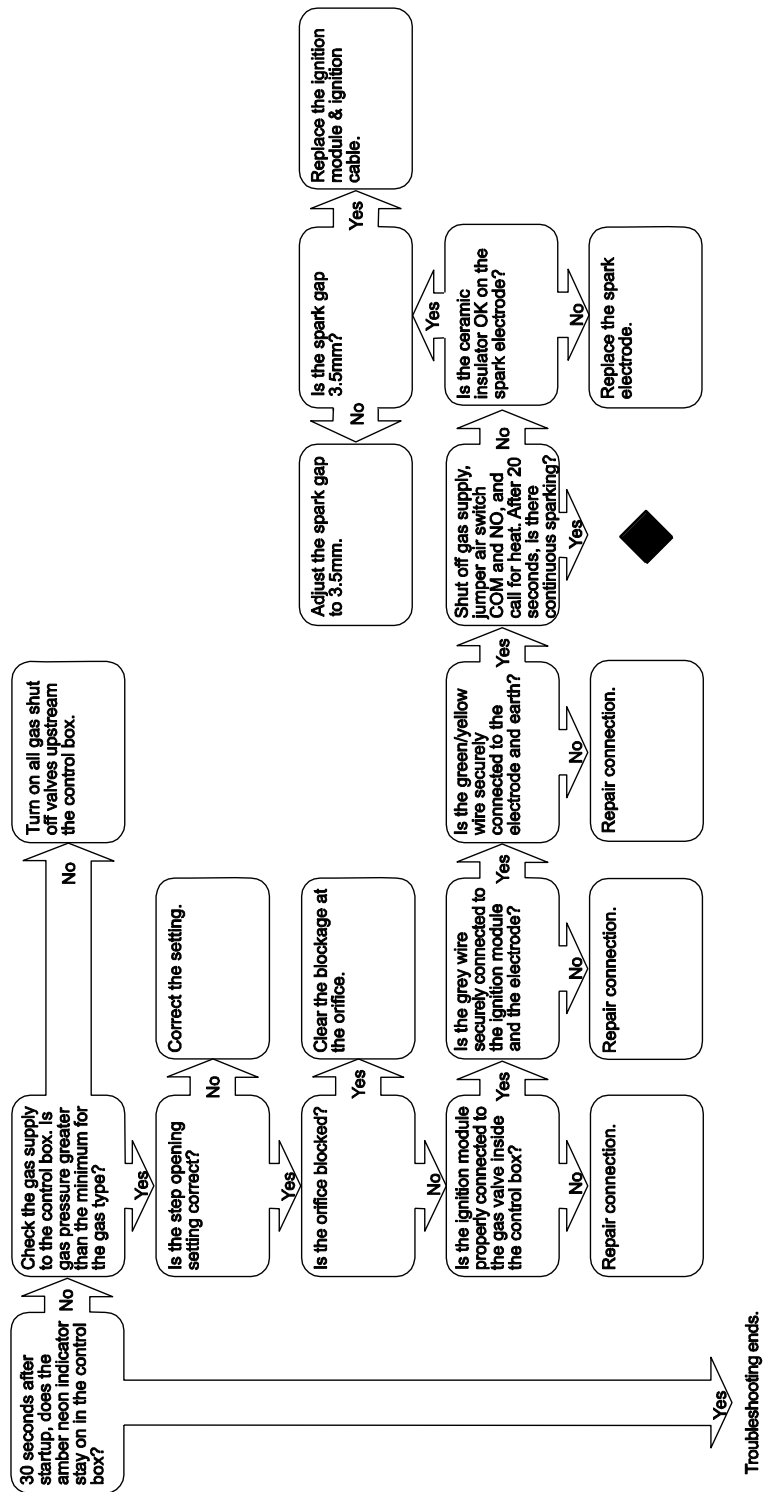 30 seconds after
startup, does the
amber neon indicator
stay on in the control
box?
No
Check the gas supply
to the control box. Is
gas pressure greater
than the minimum for
the gas type?
No
Turn on all gas shut
off valves upstream
the control box.
Yes
Is the step opening
setting correct?
No
Correct the setting.
Yes
Is the orifice blocked?
Yes
Clear the blockage at
the orifice.
No
Is the ignition module
properly connected to
the gas valve inside
the control box?
No
Repair connection.
Yes
Is the grey wire
securely connected to
the ignition module
and the electrode?
No
Repair connection.
Yes
Is the green/yellow
wire securely
connected to the
electrode and earth?
No
Repair connection.
Yes
Shut off gas supply,
jumper air switch
COM and NO, and
call for heat. After 20
seconds, is there
continuous sparking?
Yes
No
Is the ceramic
insulator OK on the
spark electrode?
No
Replace the spark
electrode.
Yes
Is the spark gap
3.5mm?
No
Adjust the spark gap
to 3.5mm.
Yes
Replace the ignition
module & ignition
cable.
Yes
Troubleshooting ends.